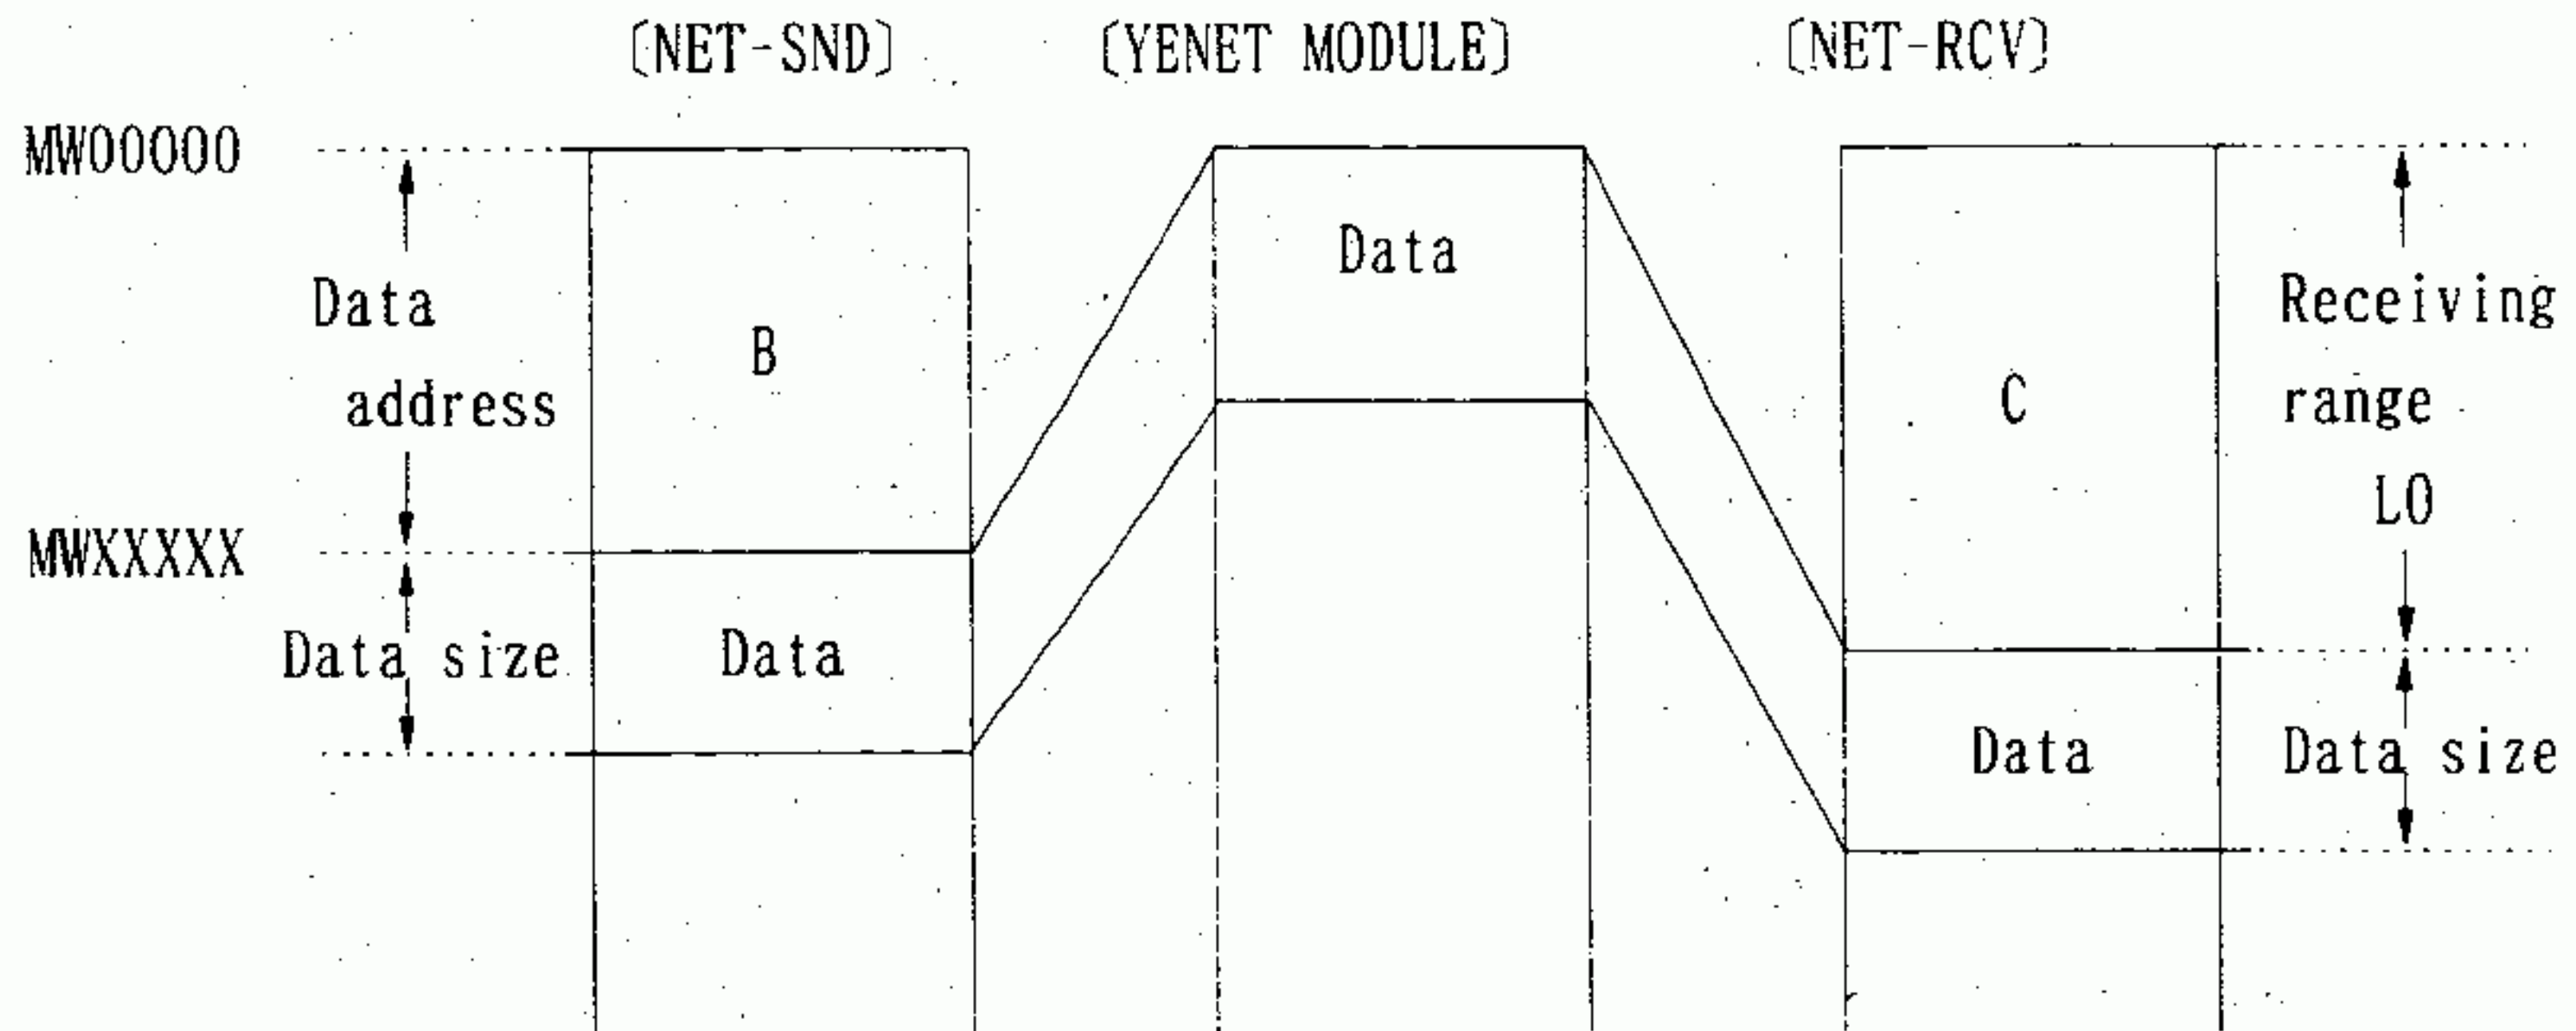 [NET-SND] [YENET MODULE] [NET-RCV]
MW00000
Data
address
B
Data
C
Receiving
range
LO
MWXXXXX
Data size
Data
Data
Data size